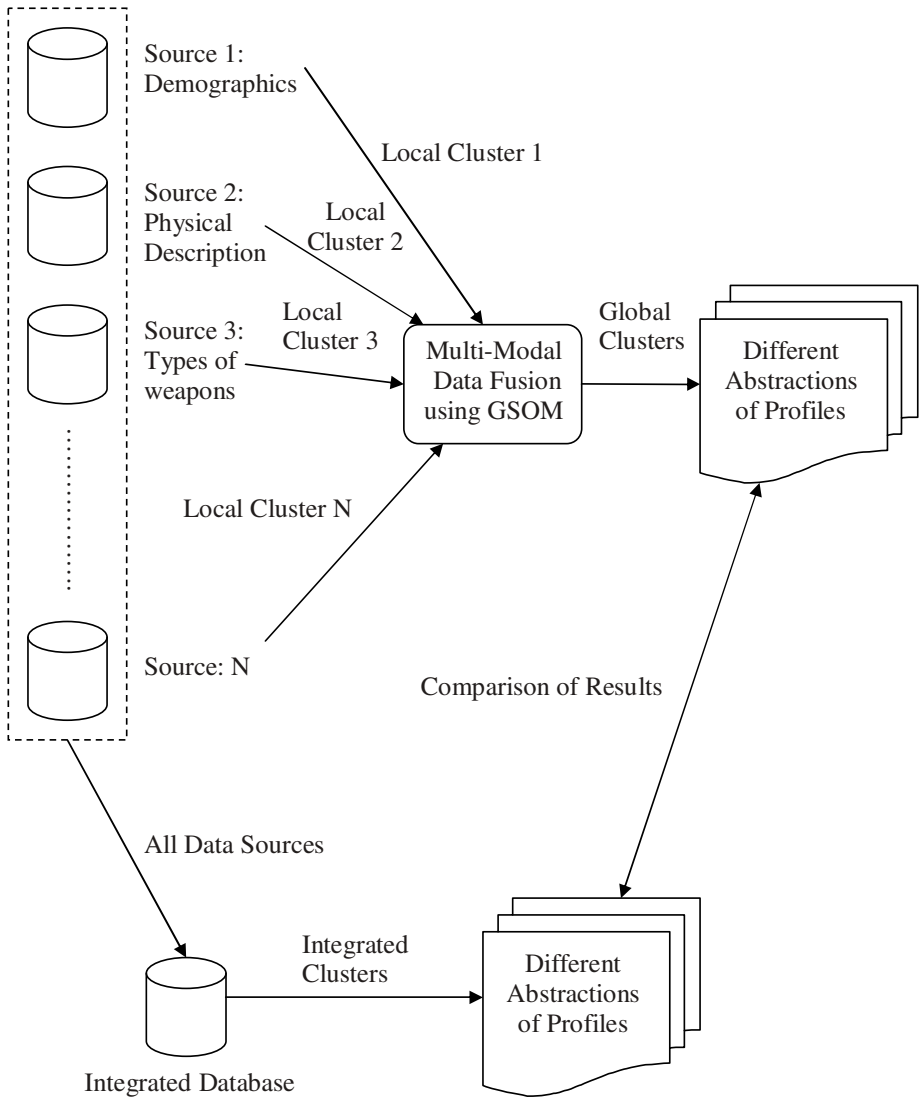 Source 1:
Demographics
Local Cluster 1
Source 2:
Physical
Description
Local
Cluster 2
Source 3:
Types of
weapons
Local
Cluster 3
Multi-Modal
Data Fusion
using GSOM
Global
Clusters
Different
Abstractions
of Profiles
Local Cluster N
Source: N
Comparison of Results
All Data Sources
Integrated
Clusters
Different
Abstractions
of Profiles
Integrated Database